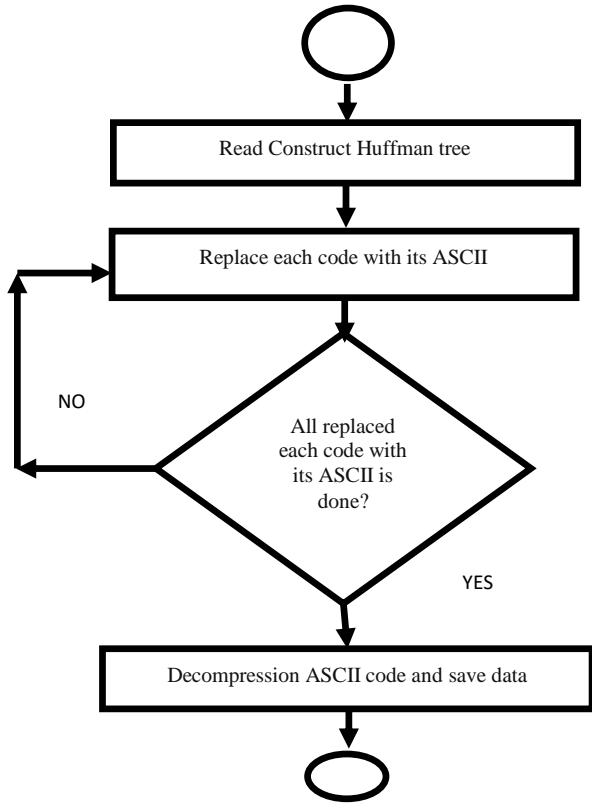 Read Construct Huffman tree
Replace each code with its ASCII
NO
All replaced
each code with
its ASCII is
done?
YES
Decompression ASCII code and save data